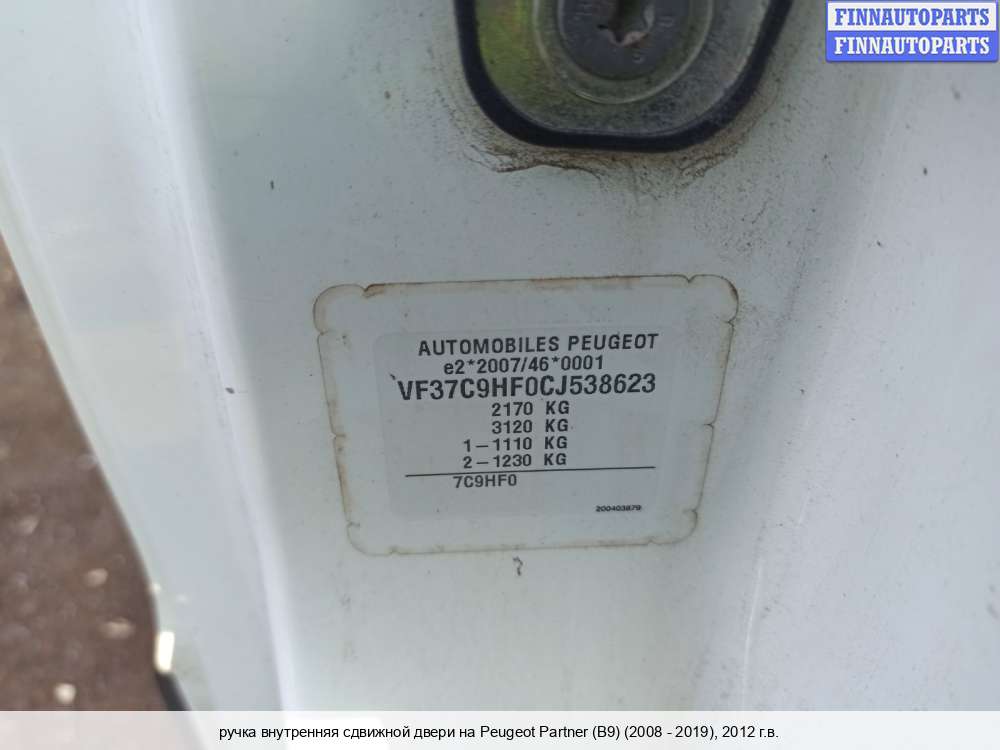 FINNAUTOPARTS
FINNAUTOPARTS
AUTOMOBILES PEUGEOT
e2*2007/46*0001
VF37C9HF0CJ538623
2170 KG
3120 KG
1-1110 KG
2-1230 KG
7C9HF0
200403879
ручка внутренняя сдвижной двери на Peugeot Partner (B9) (2008 - 2019), 2012 г.в.